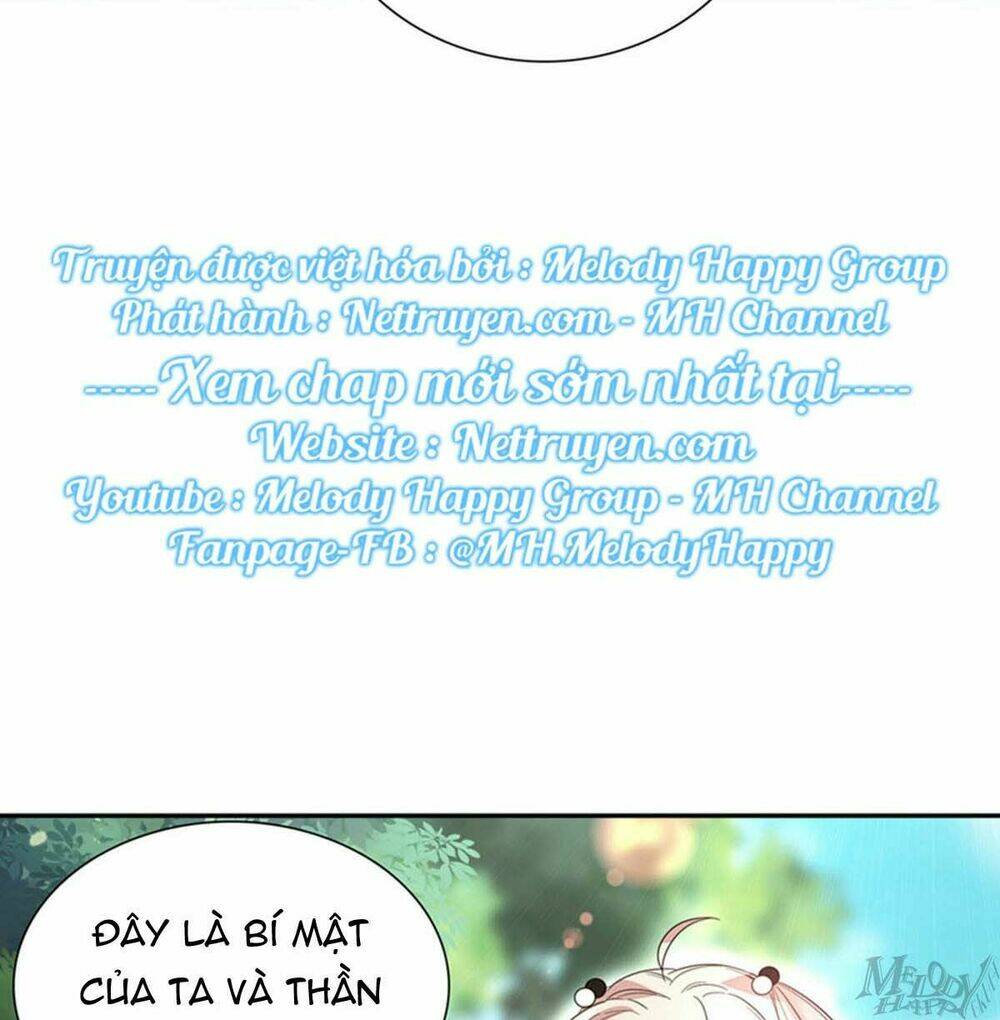 Truyện được việt hóa bởi : Melody Happy Group
Phát hành : Nettruyen.com - MH Channel
-----Xem chap mới sớm nhất tại-----
Website : Nettruyen.com
Youtube : Melody Happy Group - MH Channel
Fanpage-FB : @MH.MelodyHappy
ĐÂY LÀ BÍ MẬT
CỦA TA VÀ THẦN
MELODY
HAPPY